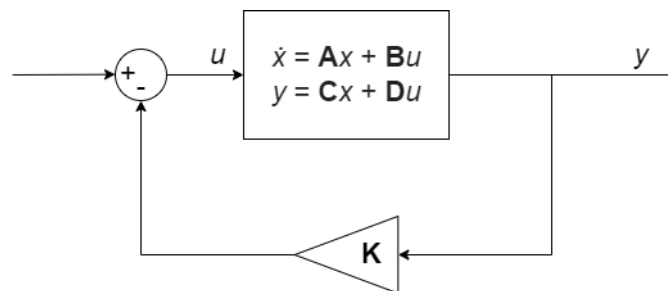 u
y
+
-
ẋ = Ax + Bu
y = Cx + Du
K